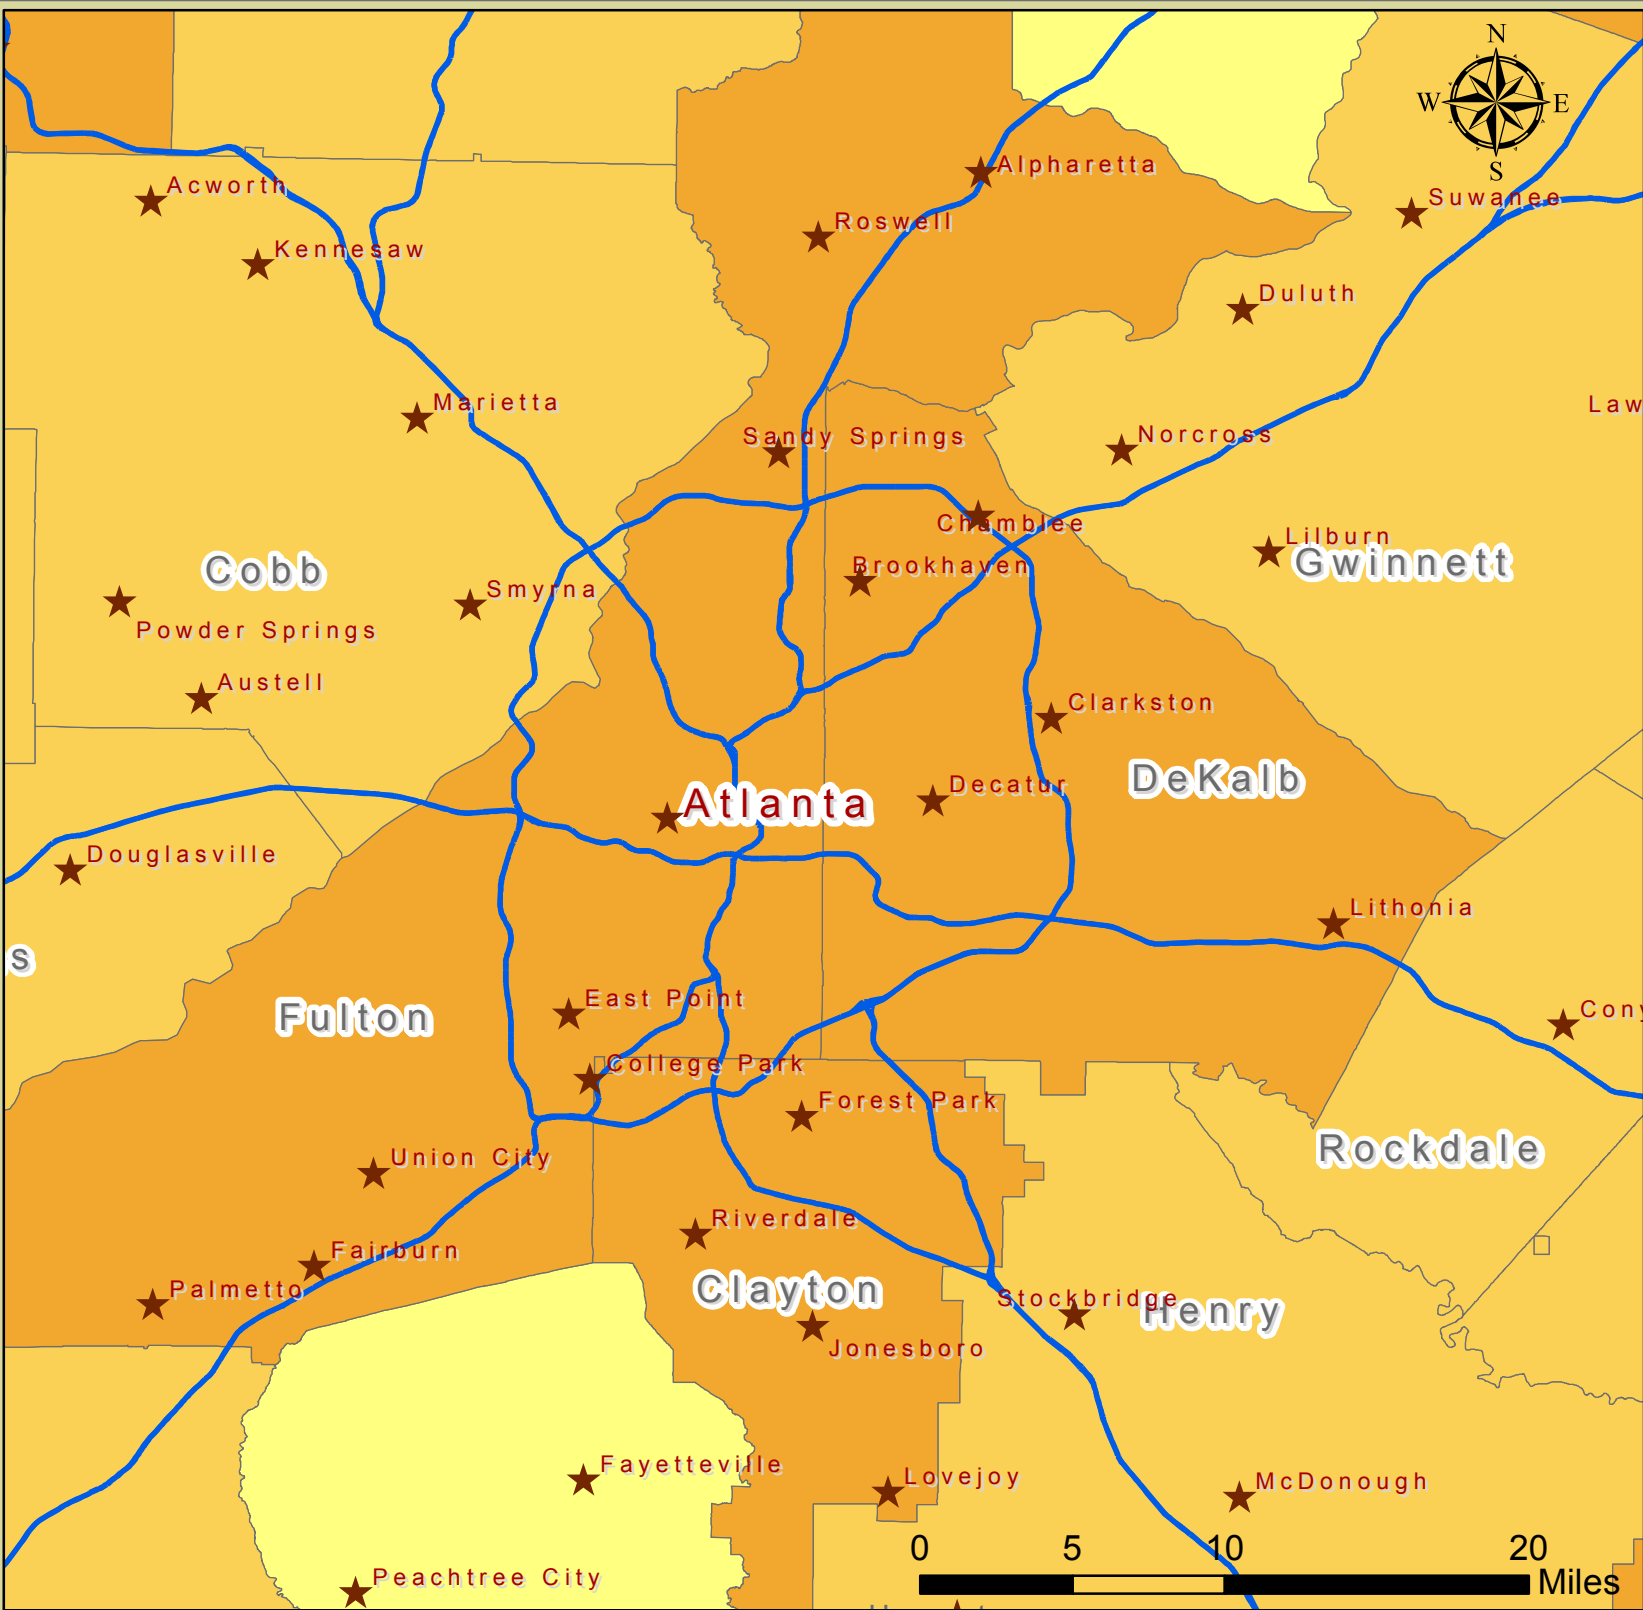 N
W E
S
Alpharetta
Acworth
Suwanee
Roswell
Kennesaw
Duluth
Marietta
Law
Sandy Springs
Norcross
Chamblee
Lilburn
Cobb
Gwinnett
Brookhaven
Smyrna
Powder Springs
Austell
Clarkston
DeKalb
Decatur
Atlanta
Douglasville
Lithonia
s
East Point
Cony
Fulton
College Park
Forest Park
Rockdale
Union City
Riverdale
Fairburn
Palmetto
Clayton
Stockbridge
Henry
Jonesboro
Fayetteville
Lovejoy
McDonough
0 5 10 20
Peachtree City
Miles